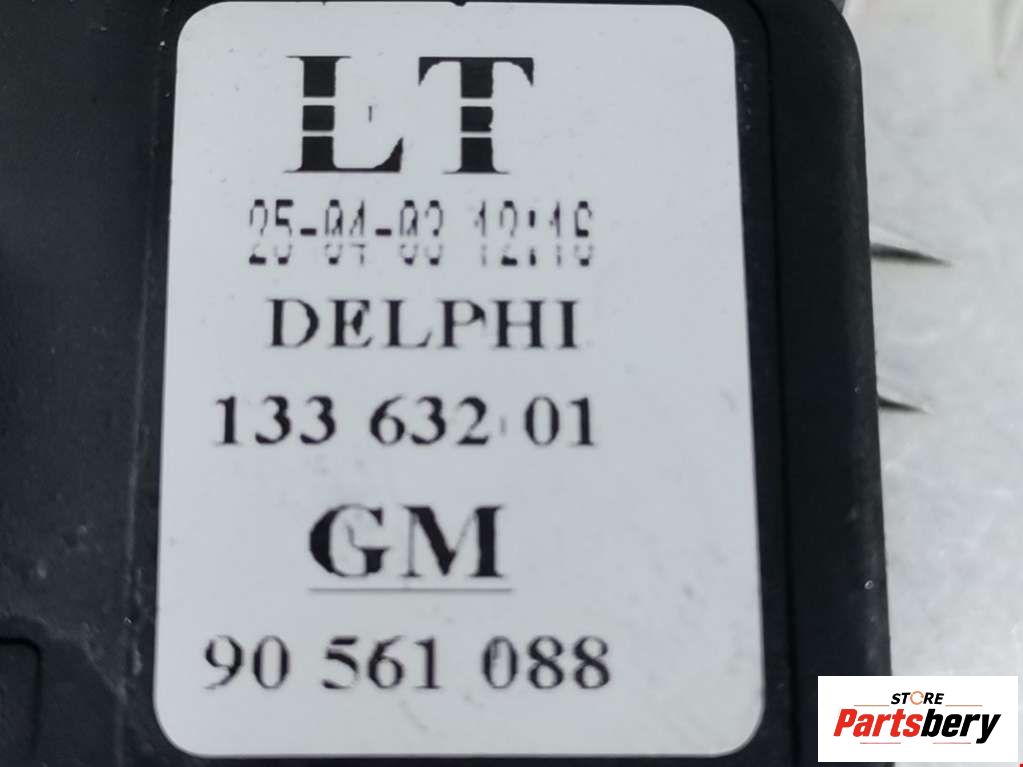 LT
25-04-03 12:16
DELPHI
133 632 01
GM
90 561 088
STORE
Partsbery